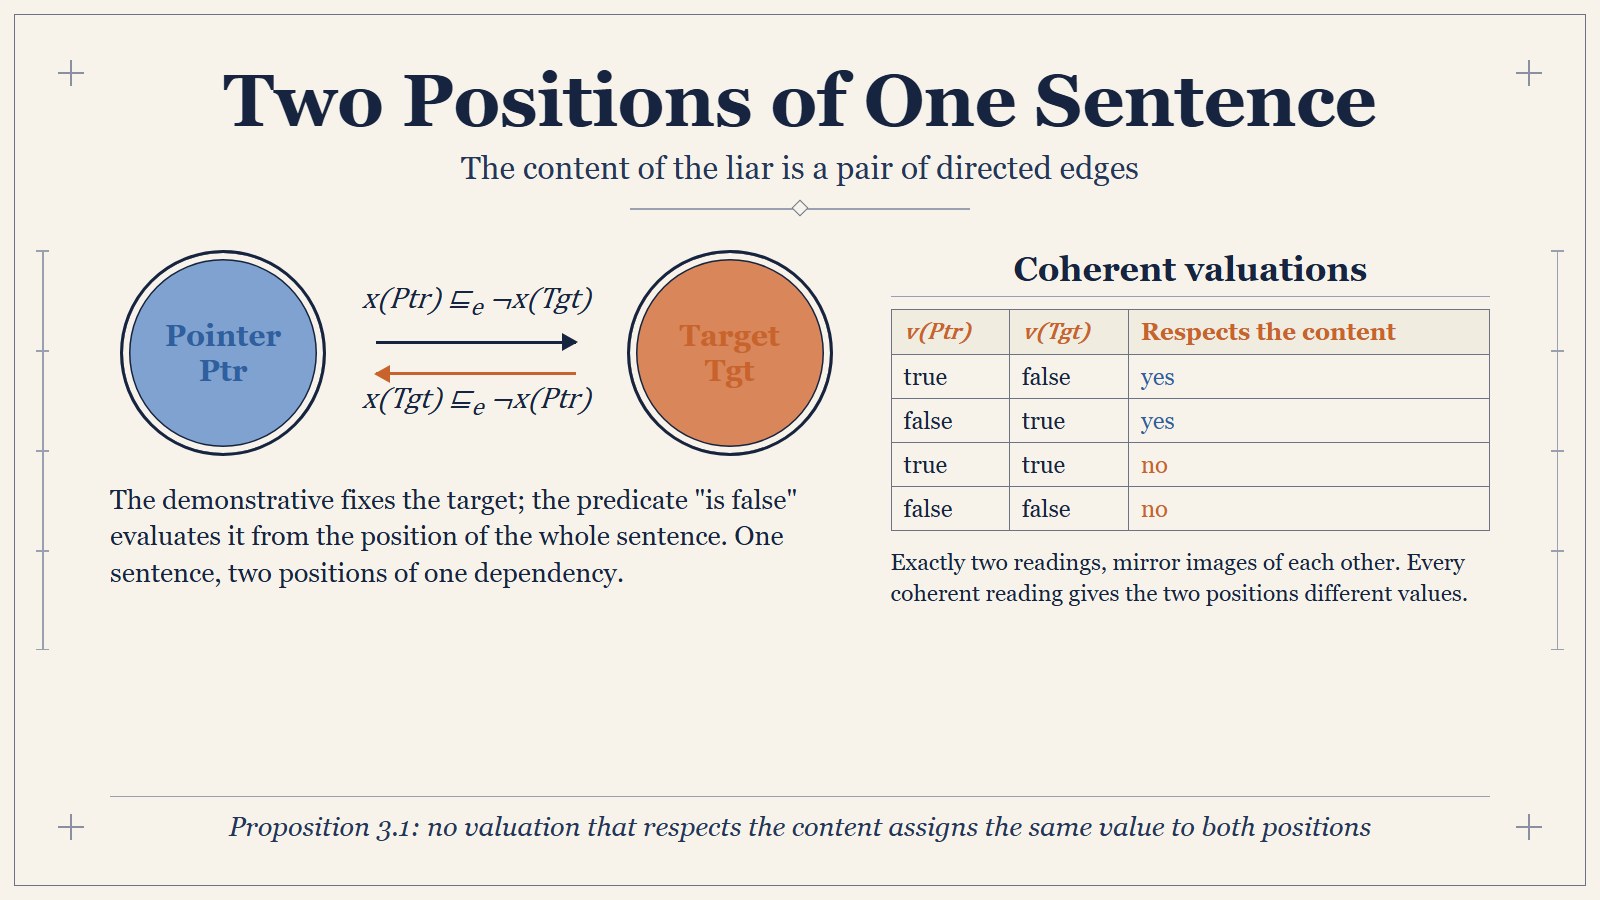 Two Positions of One Sentence
The content of the liar is a pair of directed edges
Pointer
Ptr
x(Ptr) ⊑e ¬x(Tgt)
x(Tgt) ⊑e ¬x(Ptr)
Target
Tgt
The demonstrative fixes the target; the predicate "is false"
evaluates it from the position of the whole sentence. One
sentence, two positions of one dependency.
Coherent valuations
v(Ptr) v(Tgt) Respects the content
true false yes
false true yes
true true no
false false no
Exactly two readings, mirror images of each other. Every
coherent reading gives the two positions different values.
Proposition 3.1: no valuation that respects the content assigns the same value to both positions